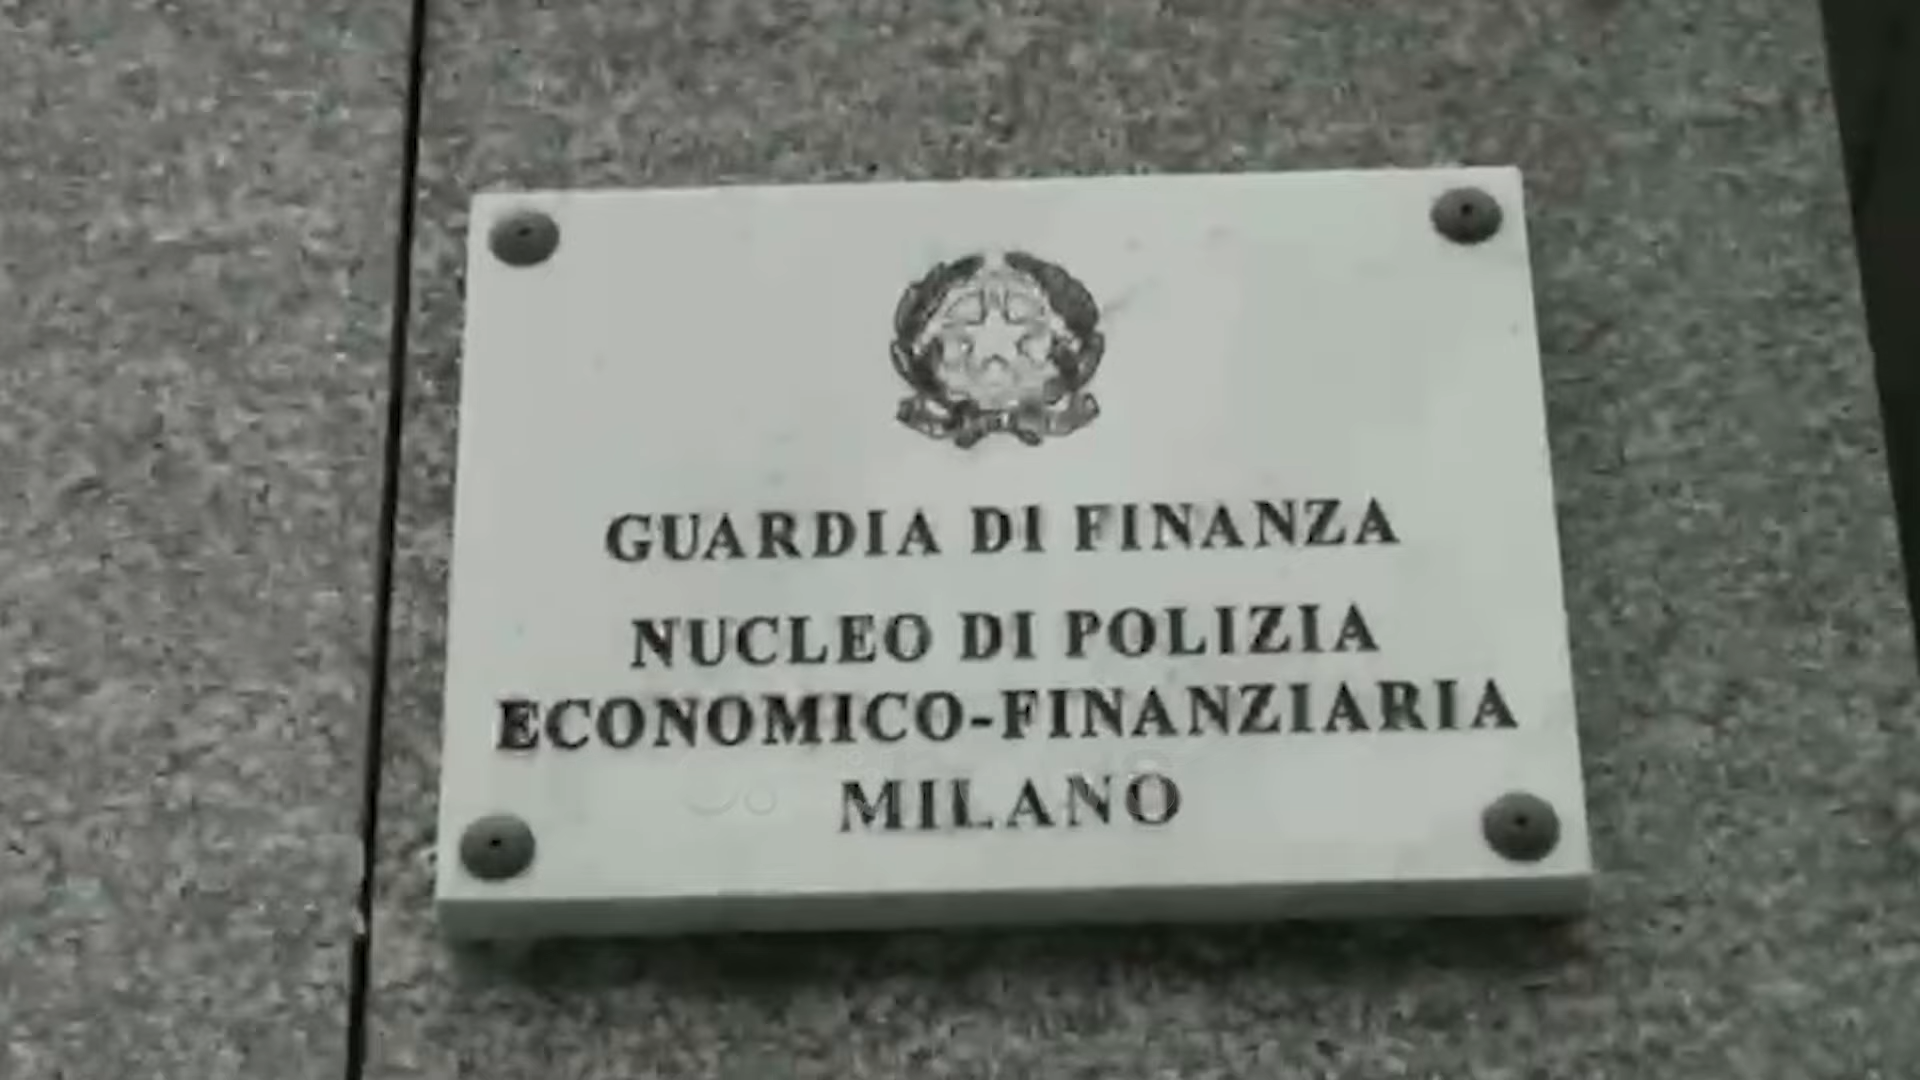 GUARDIA DI FINANZA
NUCLEO DI POLIZIA
ECONOMICO-FINANZIARIA
MILANO